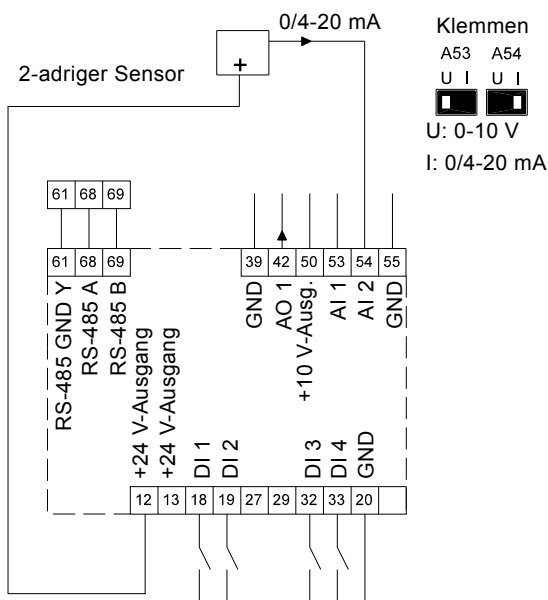 0/4-20 mA
2-adriger Sensor
+
Klemmen
A53 A54
U I U I
U: 0-10 V
I: 0/4-20 mA
61 68 69
61 68 69
39 42 50 53 54 55
RS-485 GND Y
RS-485 A
RS-485 B
+24 V-Ausgang
+24 V-Ausgang
DI 1
DI 2
GND
AO 1
+10 V-Ausg.
AI 1
AI 2
GND
DI 3
DI 4
GND
12 13 18 19 27 29 32 33 20